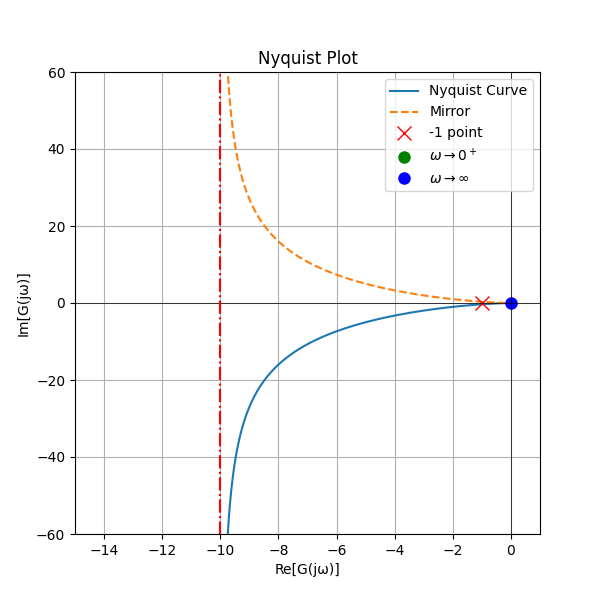 Nyquist Plot
Nyquist Curve
Mirror
-1 point
ω → 0⁺
ω → ∞
60
40
20
0
−20
−40
−60
Im[G(jω)]
−14
−12
−10
−8
−6
−4
−2
0
Re[G(jω)]